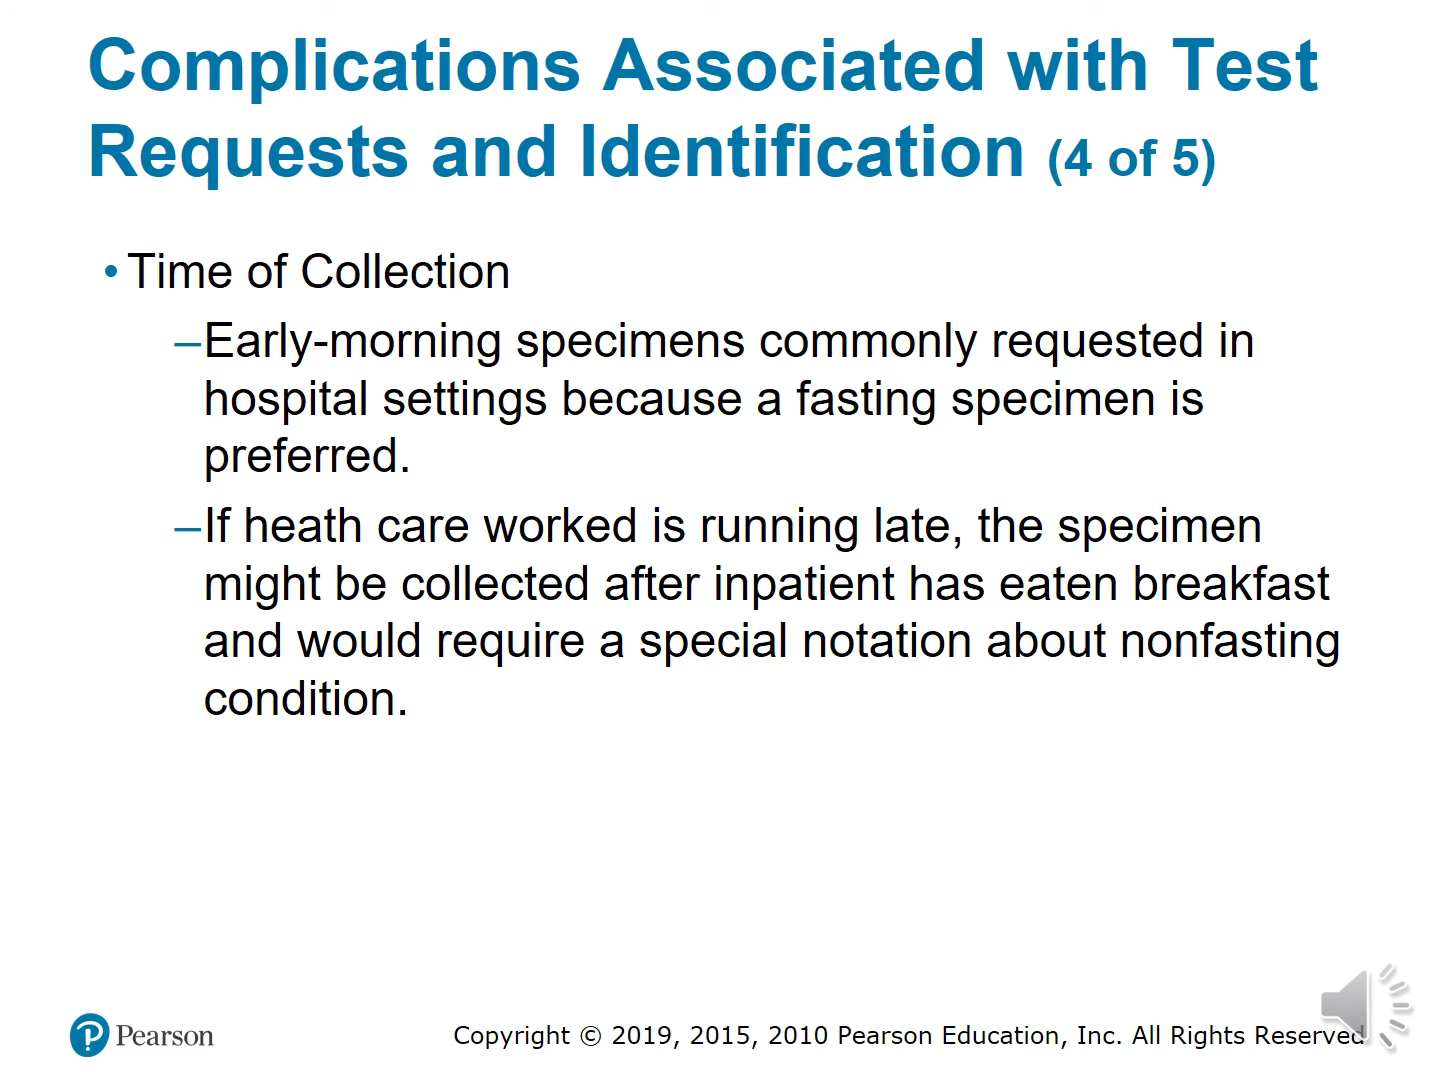 Complications Associated with Test
Requests and Identification (4 of 5)
• Time of Collection
–Early-morning specimens commonly requested in
hospital settings because a fasting specimen is
preferred.
–If heath care worked is running late, the specimen
might be collected after inpatient has eaten breakfast
and would require a special notation about nonfasting
condition.
Pearson
Copyright © 2019, 2015, 2010 Pearson Education, Inc. All Rights Reserved